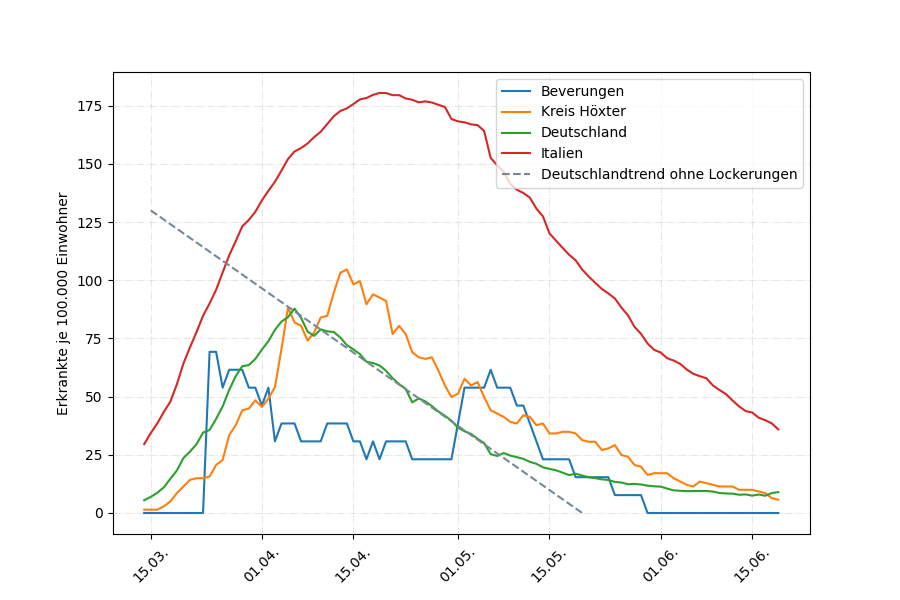 Beverungen
Kreis Höxter
Deutschland
Italien
Deutschlandtrend ohne Lockerungen
Erkrankte je 100.000 Einwohner
175
150
125
100
75
50
25
0
15.03.
01.04.
15.04.
01.05.
15.05.
01.06.
15.06.